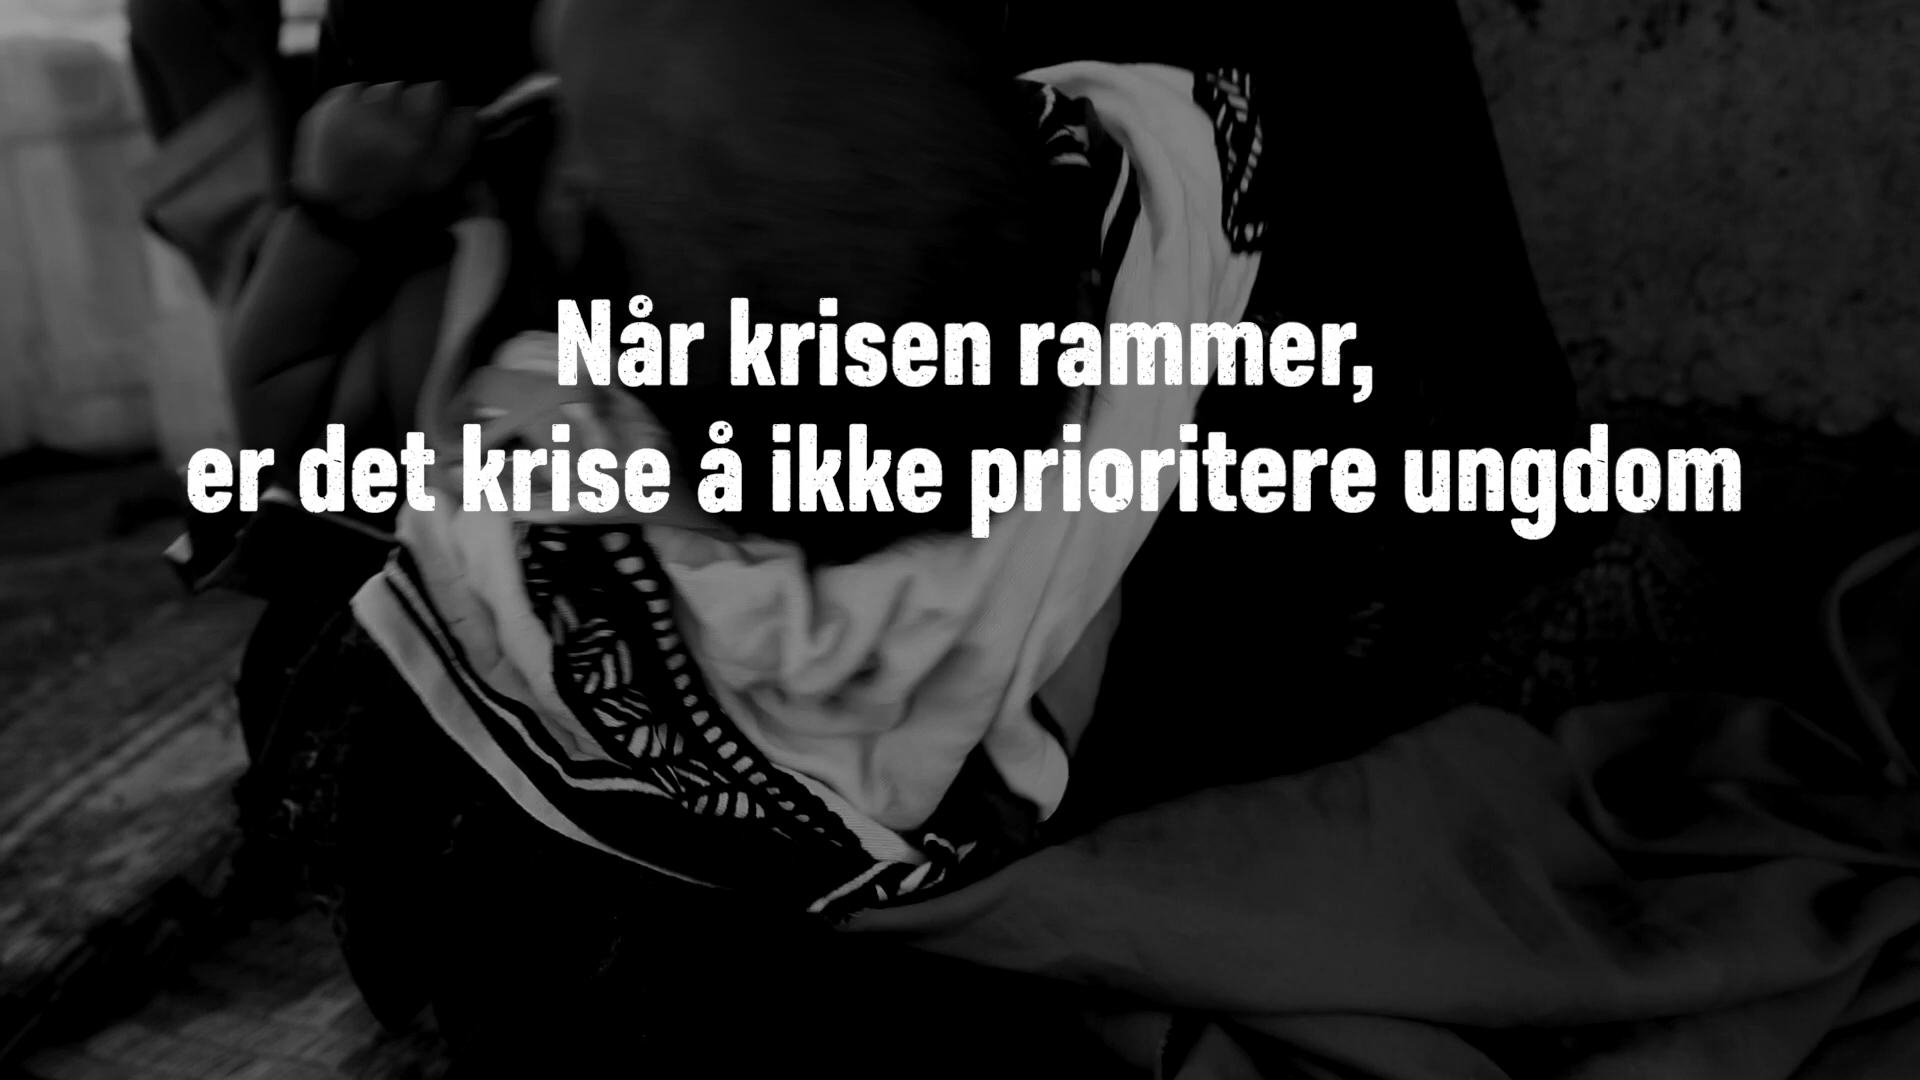 Når krisen rammer,
er det krise å ikke prioritere ungdom